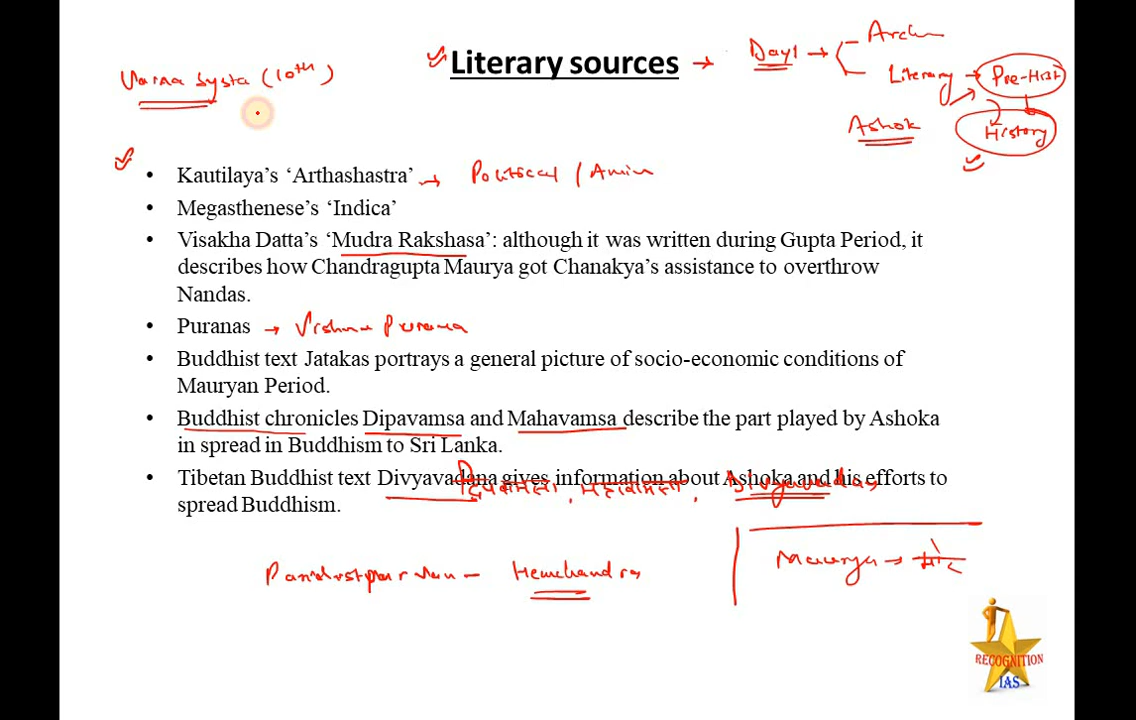 Literary sources → Day1 →
Arch
Literary → Pre-Hist
Ashok
History
Varna Syste (10th)
• Kautilaya's 'Arthashastra' → Political /
• Megasthenese's 'Indica'
• Visakha Datta's 'Mudra Rakshasa': although it was written during Gupta Period, it
describes how Chandragupta Maurya got Chanakya's assistance to overthrow
Nandas.
• Puranas → Vishnu Purana
• Buddhist text Jatakas portrays a general picture of socio-economic conditions of
Mauryan Period.
• Buddhist chronicles Dipavamsa and Mahavamsa describe the part played by Ashoka
in spread in Buddhism to Sri Lanka.
• Tibetan Buddhist text Divyavadana gives information about Ashoka and his efforts to
spread Buddhism.
Hemchandra
Maurya →
RECOGNITION
IAS